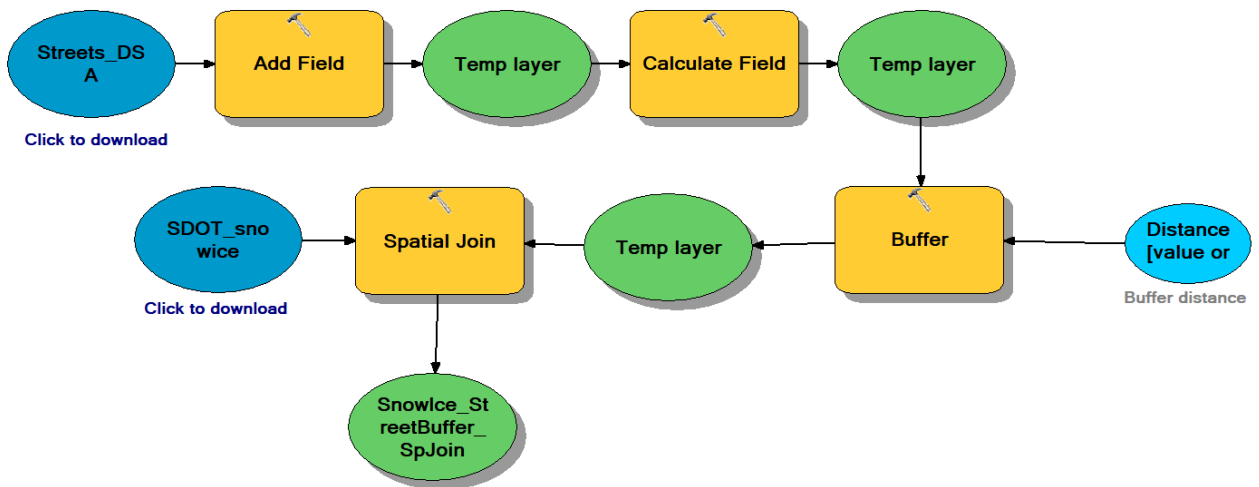 Streets_DS
A
Click to download
Add Field
Temp layer
Calculate Field
Temp layer
SDOT_sno
wice
Click to download
Spatial Join
Temp layer
Buffer
Distance
[value or
Buffer distance
SnowIce_St
reetBuffer_
SpJoin